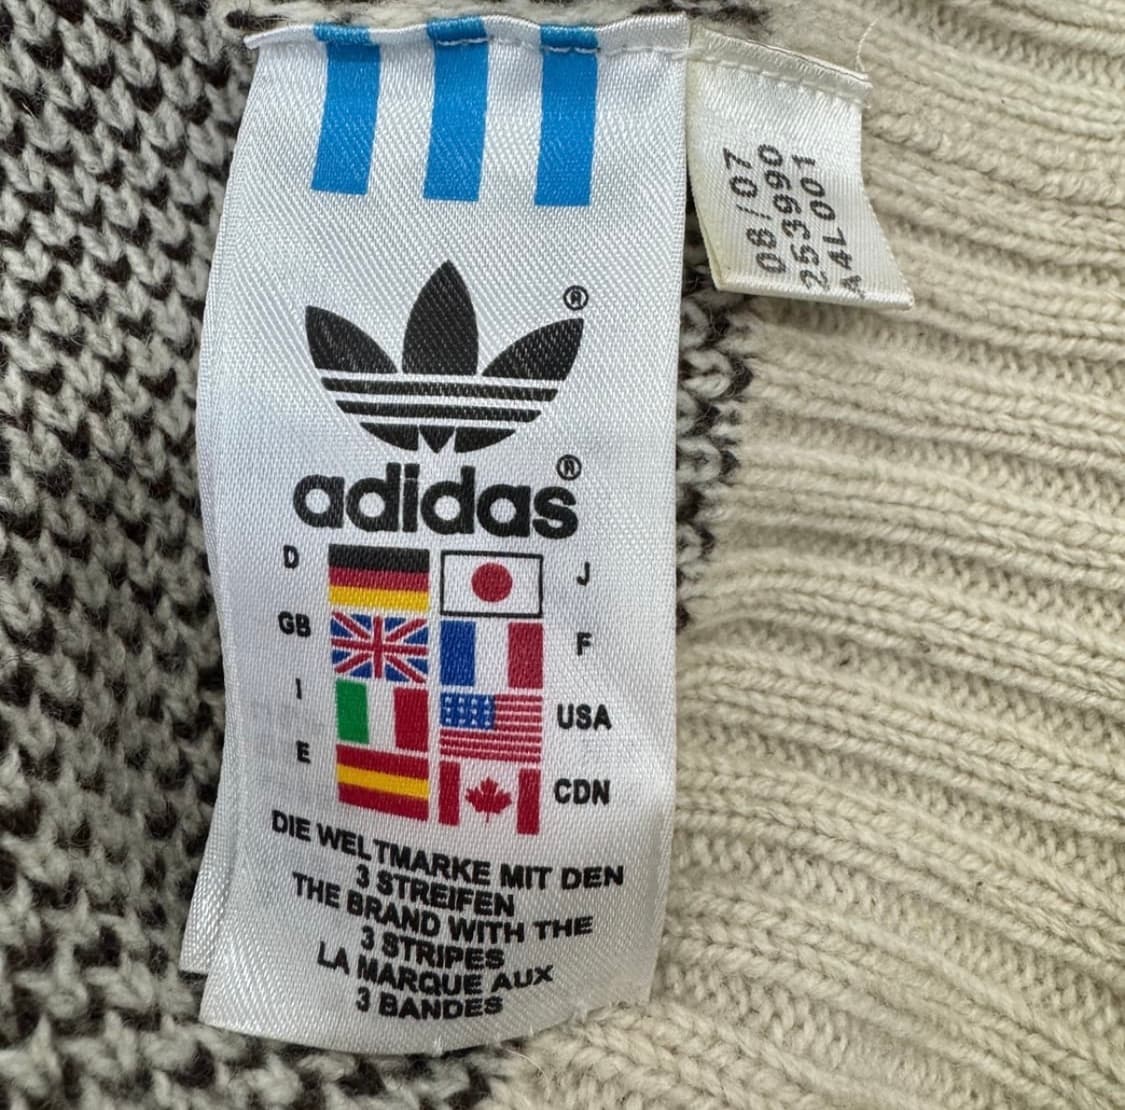 ®
adidas®
D
J
GB
F
I
USA
E
CDN
DIE WELTMARKE MIT DEN
3 STREIFEN
THE BRAND WITH THE
3 STRIPES
LA MARQUE AUX
3 BANDES
08/07
253990
A4L001